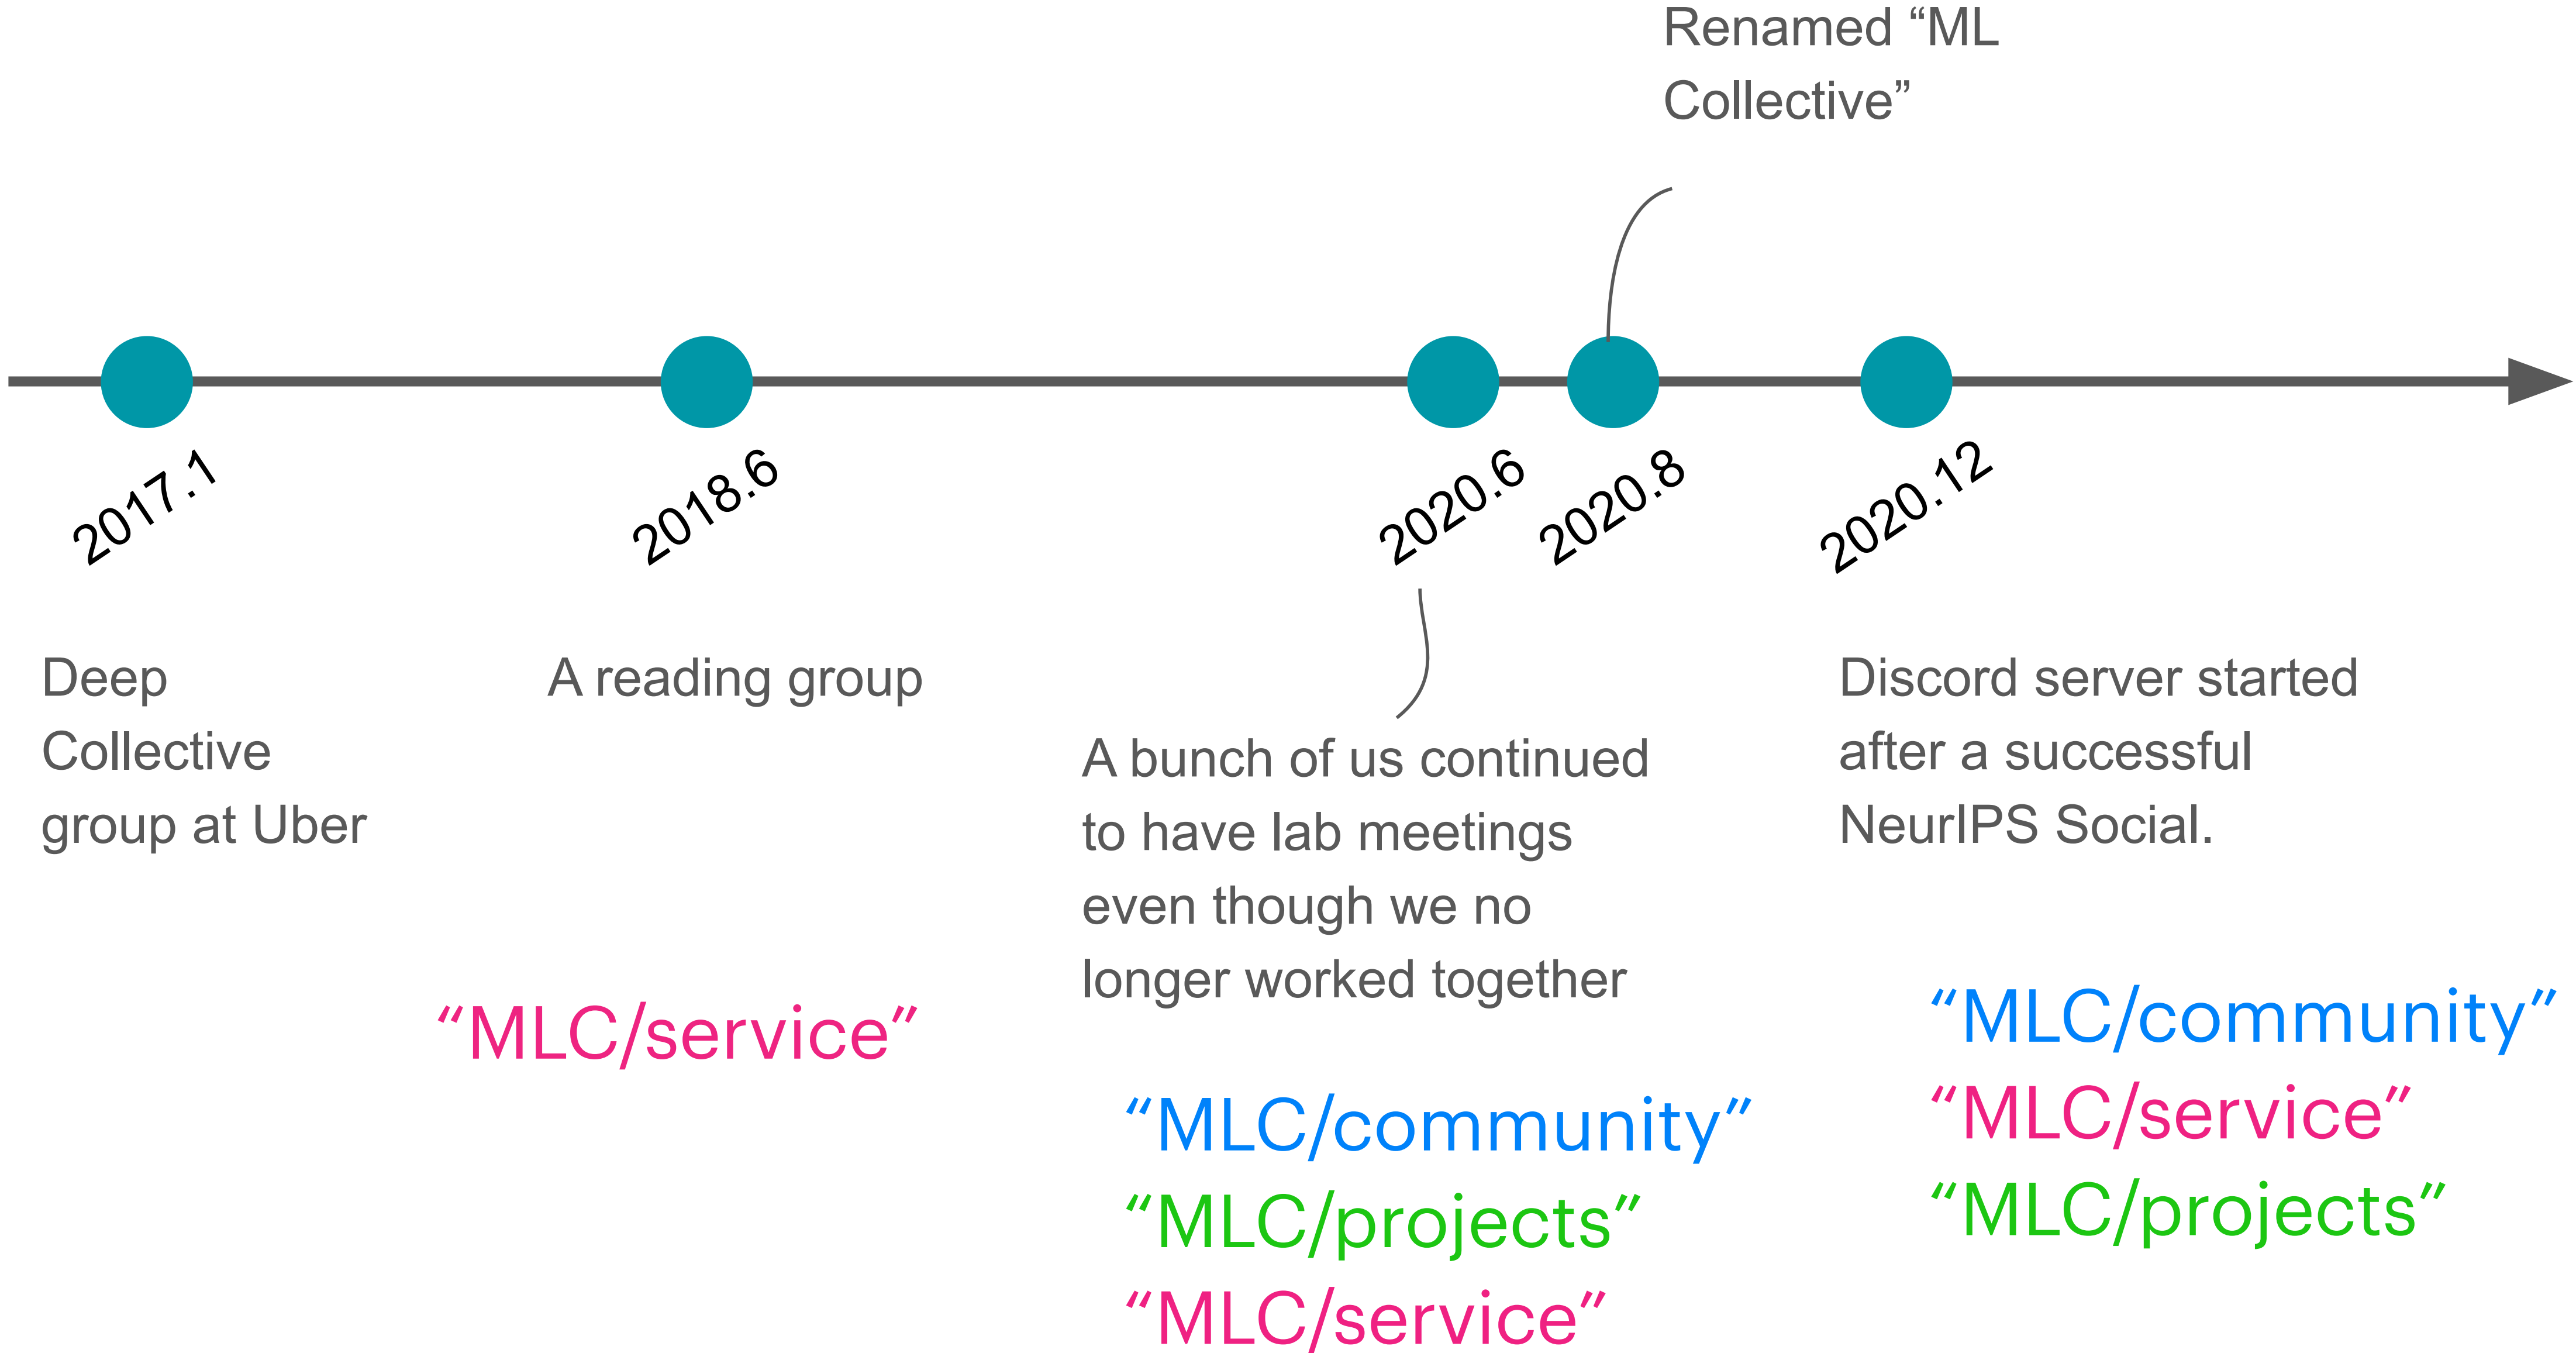 Renamed “ML
Collective”
2017.1
2018.6
2020.6
2020.8
2020.12
Deep
Collective
group at Uber
A reading group
A bunch of us continued
to have lab meetings
even though we no
longer worked together
Discord server started
after a successful
NeurIPS Social.
“MLC/service”
“MLC/community”
“MLC/projects”
“MLC/service”
“MLC/community”
“MLC/service”
“MLC/projects”